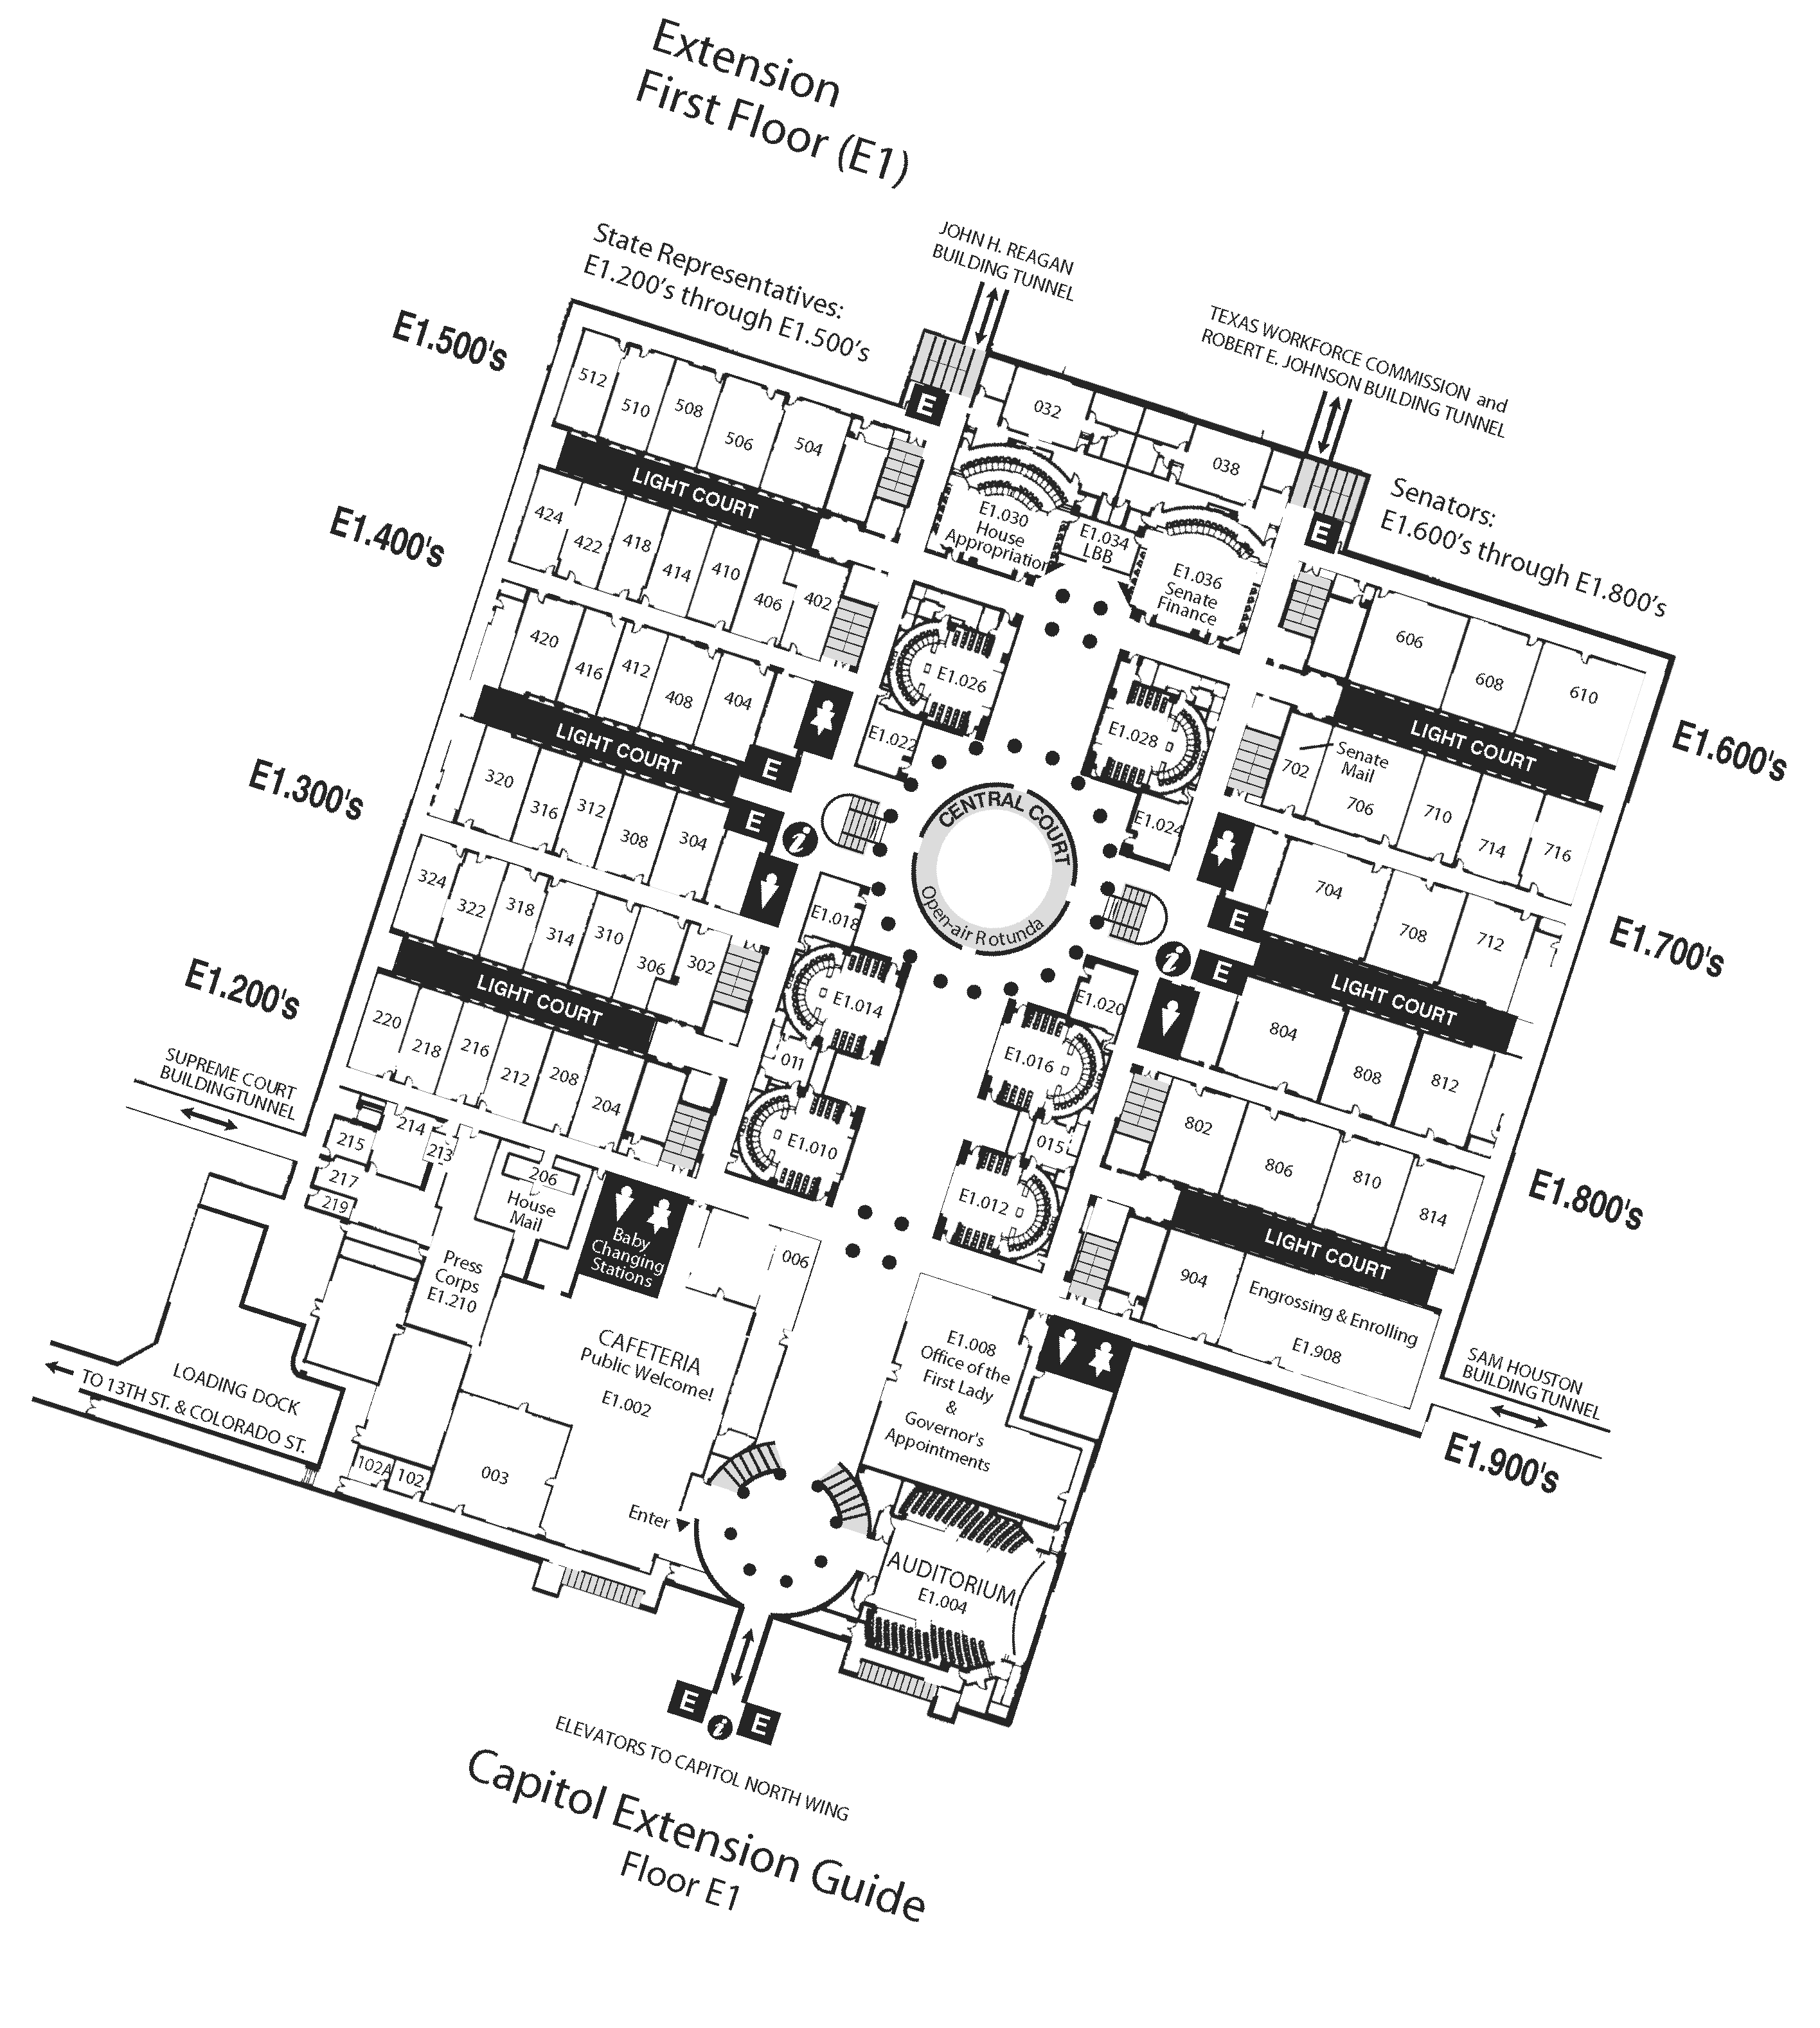 Extension
First Floor (E1)
State Representatives:
E1.200's through E1.500's
JOHN H. REAGAN
BUILDING TUNNEL
TEXAS WORKFORCE COMMISSION and
ROBERT E. JOHNSON BUILDING TUNNEL
Senators:
E1.600's through E1.800's
E1.500's
512
510
508
506
504
LIGHT COURT
E
E1.400's
424
422
418
414
410
406
402
420
416
412
408
404
LIGHT COURT
E
E1.300's
320
316
312
308
304
E
i
324
322
318
314
310
306
302
LIGHT COURT
E1.200's
220
218
216
212
208
204
SUPREME COURT
BUILDINGTUNNEL
215
214
213
217
219
206
House
Mail
Press
Corps
E1.210
Baby
Changing
Stations
032
038
E1.030
House
Appropriation
E1.034
LBB
E1.036
Senate
Finance
E
E1.026
E1.022
E1.028
E1.024
CENTRAL COURT
Open-air Rotunda
E1.018
E1.014
011
E1.010
E1.020
E1.016
015
E1.012
606
608
610
LIGHT COURT
E1.600's
702
Senate
Mail
706
710
714
716
704
708
712
E
E1.700's
i
E
LIGHT COURT
804
808
812
802
806
810
814
E1.800's
LIGHT COURT
904
Engrossing & Enrolling
E1.908
SAM HOUSTON
BUILDING TUNNEL
E1.900's
006
CAFETERIA
Public Welcome!
E1.002
E1.008
Office of the
First Lady
&
Governor's
Appointments
LOADING DOCK
TO 13TH ST. & COLORADO ST.
102A
102
003
Enter
AUDITORIUM
E1.004
E
i
E
ELEVATORS TO CAPITOL NORTH WING
Capitol Extension Guide
Floor E1